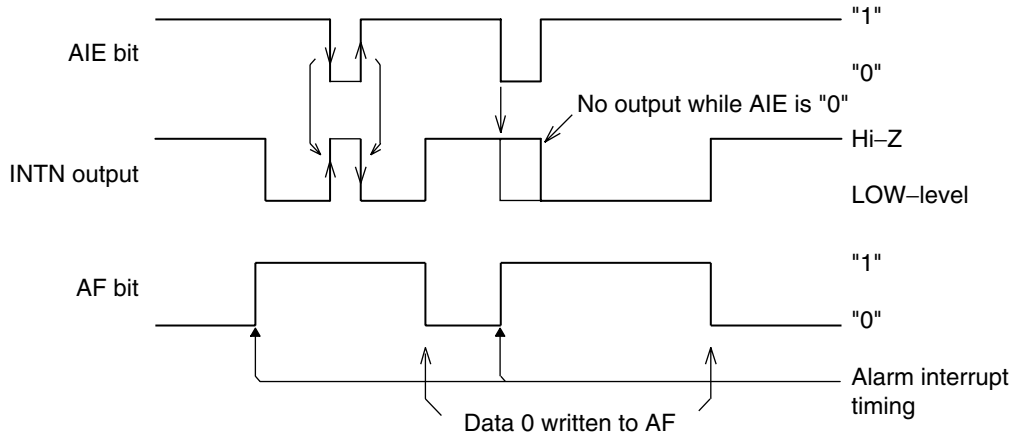 "1"
AIE bit
"0"
No output while AIE is "0"
Hi–Z
INTN output
LOW–level
"1"
AF bit
"0"
Alarm interrupt
timing
Data 0 written to AF